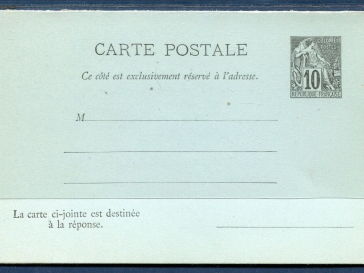 CARTE POSTALE
Ce côté est exclusivement réservé à l'adresse.
10
RÉPUBLIQUE FRANÇAISE
M
La carte ci-jointe est destinée
à la réponse.